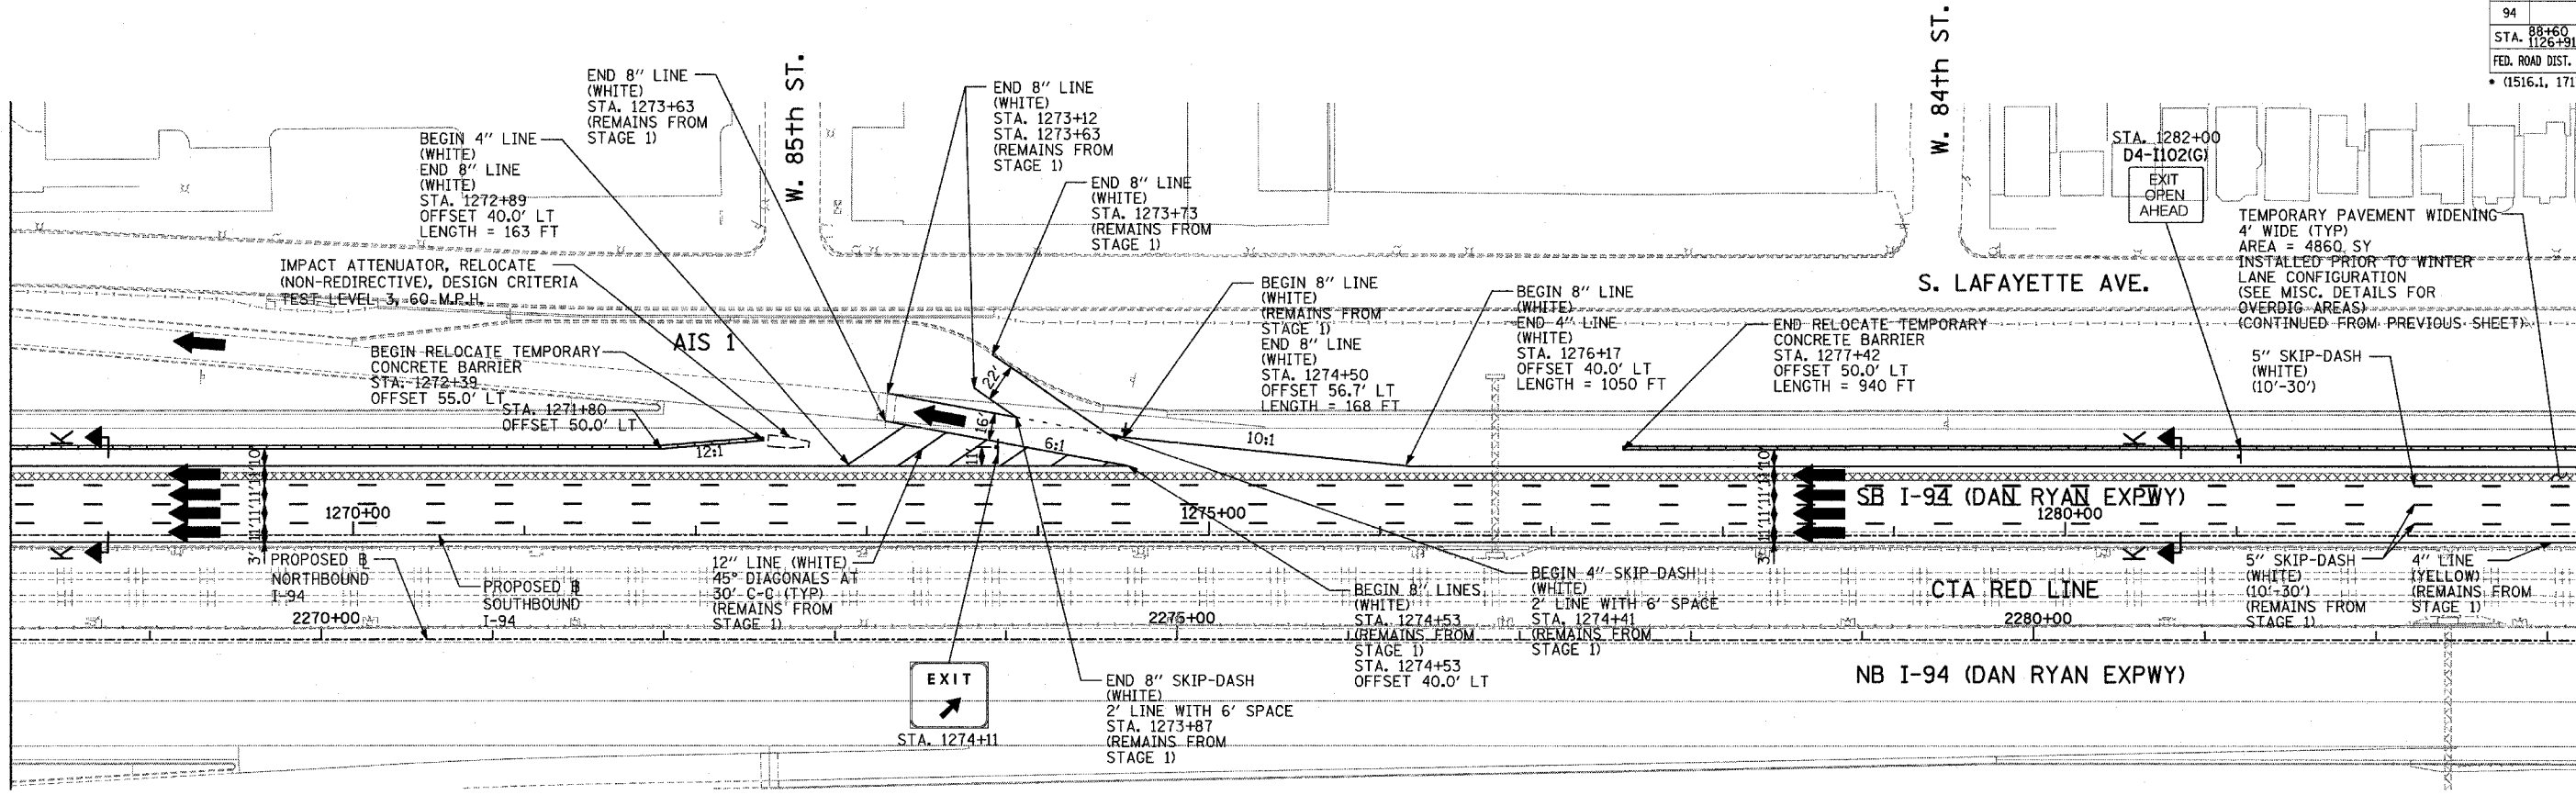 94
STA. 88+60
1126+91
FED. ROAD DIST.
* (1516.1, 171
W. 85th ST.
W. 84th ST.
END 8" LINE
(WHITE)
STA. 1273+63
(REMAINS FROM
STAGE 1)
BEGIN 4" LINE
(WHITE)
END 8" LINE
(WHITE)
STA. 1272+89
OFFSET 40.0' LT
LENGTH = 163 FT
END 8" LINE
(WHITE)
STA. 1273+12
STA. 1273+63
(REMAINS FROM
STAGE 1)
END 8" LINE
(WHITE)
STA. 1273+73
(REMAINS FROM
STAGE 1)
STA. 1282+00
D4-I102(G)
EXIT
OPEN
AHEAD
TEMPORARY PAVEMENT WIDENING
4' WIDE (TYP)
AREA = 4860 SY
INSTALLED PRIOR TO WINTER
LANE CONFIGURATION
(SEE MISC. DETAILS FOR
OVERDIG AREAS)
(CONTINUED FROM PREVIOUS SHEET)
IMPACT ATTENUATOR, RELOCATE
(NON-REDIRECTIVE), DESIGN CRITERIA
TEST LEVEL 3, 60 M.P.H.
S. LAFAYETTE AVE.
BEGIN 8" LINE
(WHITE)
(REMAINS FROM
STAGE 1)
END 8" LINE
(WHITE)
STA. 1274+50
OFFSET 56.7' LT
LENGTH = 168 FT
BEGIN 8" LINE
(WHITE)
END 4" LINE
(WHITE)
STA. 1276+17
OFFSET 40.0' LT
LENGTH = 1050 FT
END RELOCATE TEMPORARY
CONCRETE BARRIER
STA. 1277+42
OFFSET 50.0' LT
LENGTH = 940 FT
5" SKIP-DASH
(WHITE)
(10'-30')
AIS 1
BEGIN RELOCATE TEMPORARY
CONCRETE BARRIER
STA. 1272+39
OFFSET 55.0' LT
STA. 1271+80
OFFSET 50.0' LT
22'
16'
11'
12:1
6:1
10:1
K
K
10'
11'
11'
11'
11'
3'
10'
11'
11'
11'
11'
3'
SB I-94 (DAN RYAN EXPWY)
1270+00
1275+00
1280+00
K
K
PROPOSED ℄
NORTHBOUND
I-94
PROPOSED ℄
SOUTHBOUND
I-94
12" LINE (WHITE)
45° DIAGONALS AT
30' C-C (TYP)
(REMAINS FROM
STAGE 1)
BEGIN 8" LINES
(WHITE)
STA. 1274+53
(REMAINS FROM
STAGE 1)
STA. 1274+53
OFFSET 40.0' LT
BEGIN 4" SKIP-DASH
(WHITE)
2' LINE WITH 6' SPACE
STA. 1274+41
(REMAINS FROM
STAGE 1)
CTA RED LINE
5" SKIP-DASH
(WHITE)
(10'-30')
(REMAINS FROM
STAGE 1)
4" LINE
(YELLOW)
(REMAINS FROM
STAGE 1)
2270+00
2275+00
2280+00
NB I-94 (DAN RYAN EXPWY)
EXIT
STA. 1274+11
END 8" SKIP-DASH
(WHITE)
2' LINE WITH 6' SPACE
STA. 1273+87
(REMAINS FROM
STAGE 1)